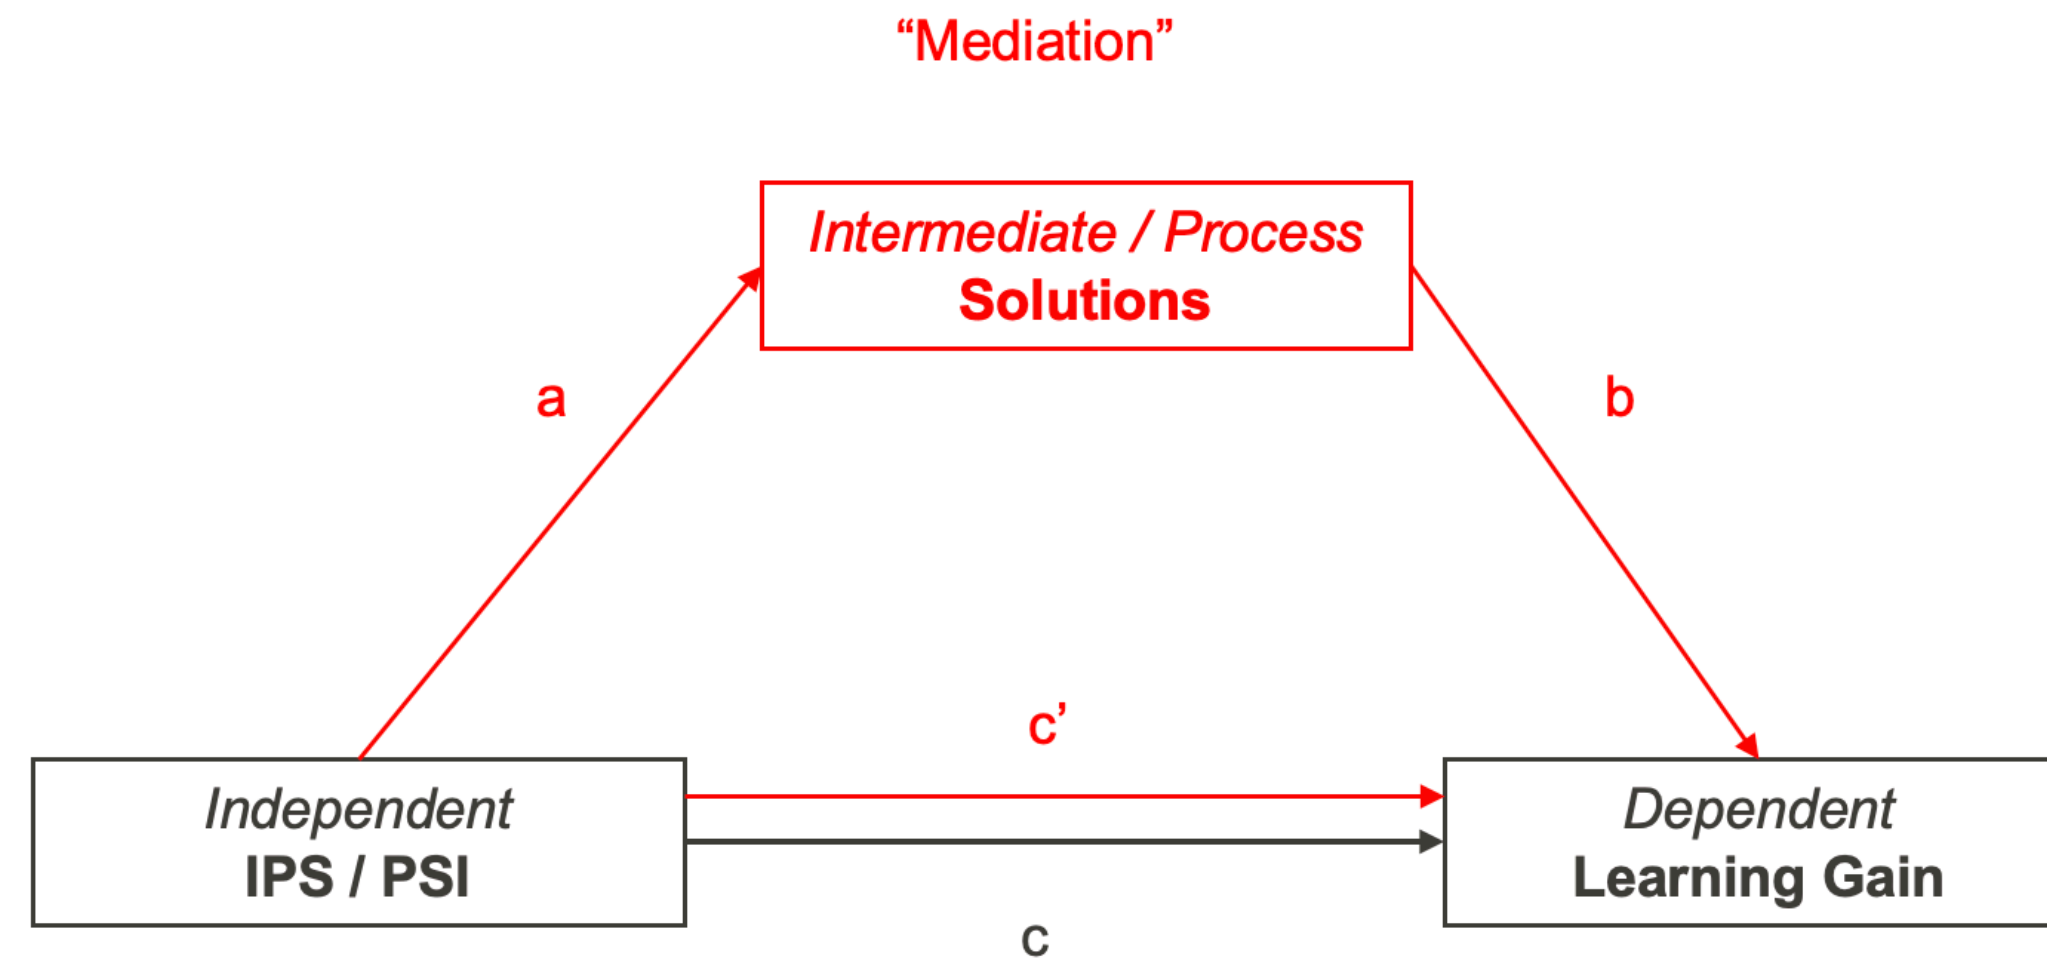 “Mediation”
Intermediate / Process
Solutions
a
b
c’
Independent
IPS / PSI
Dependent
Learning Gain
c